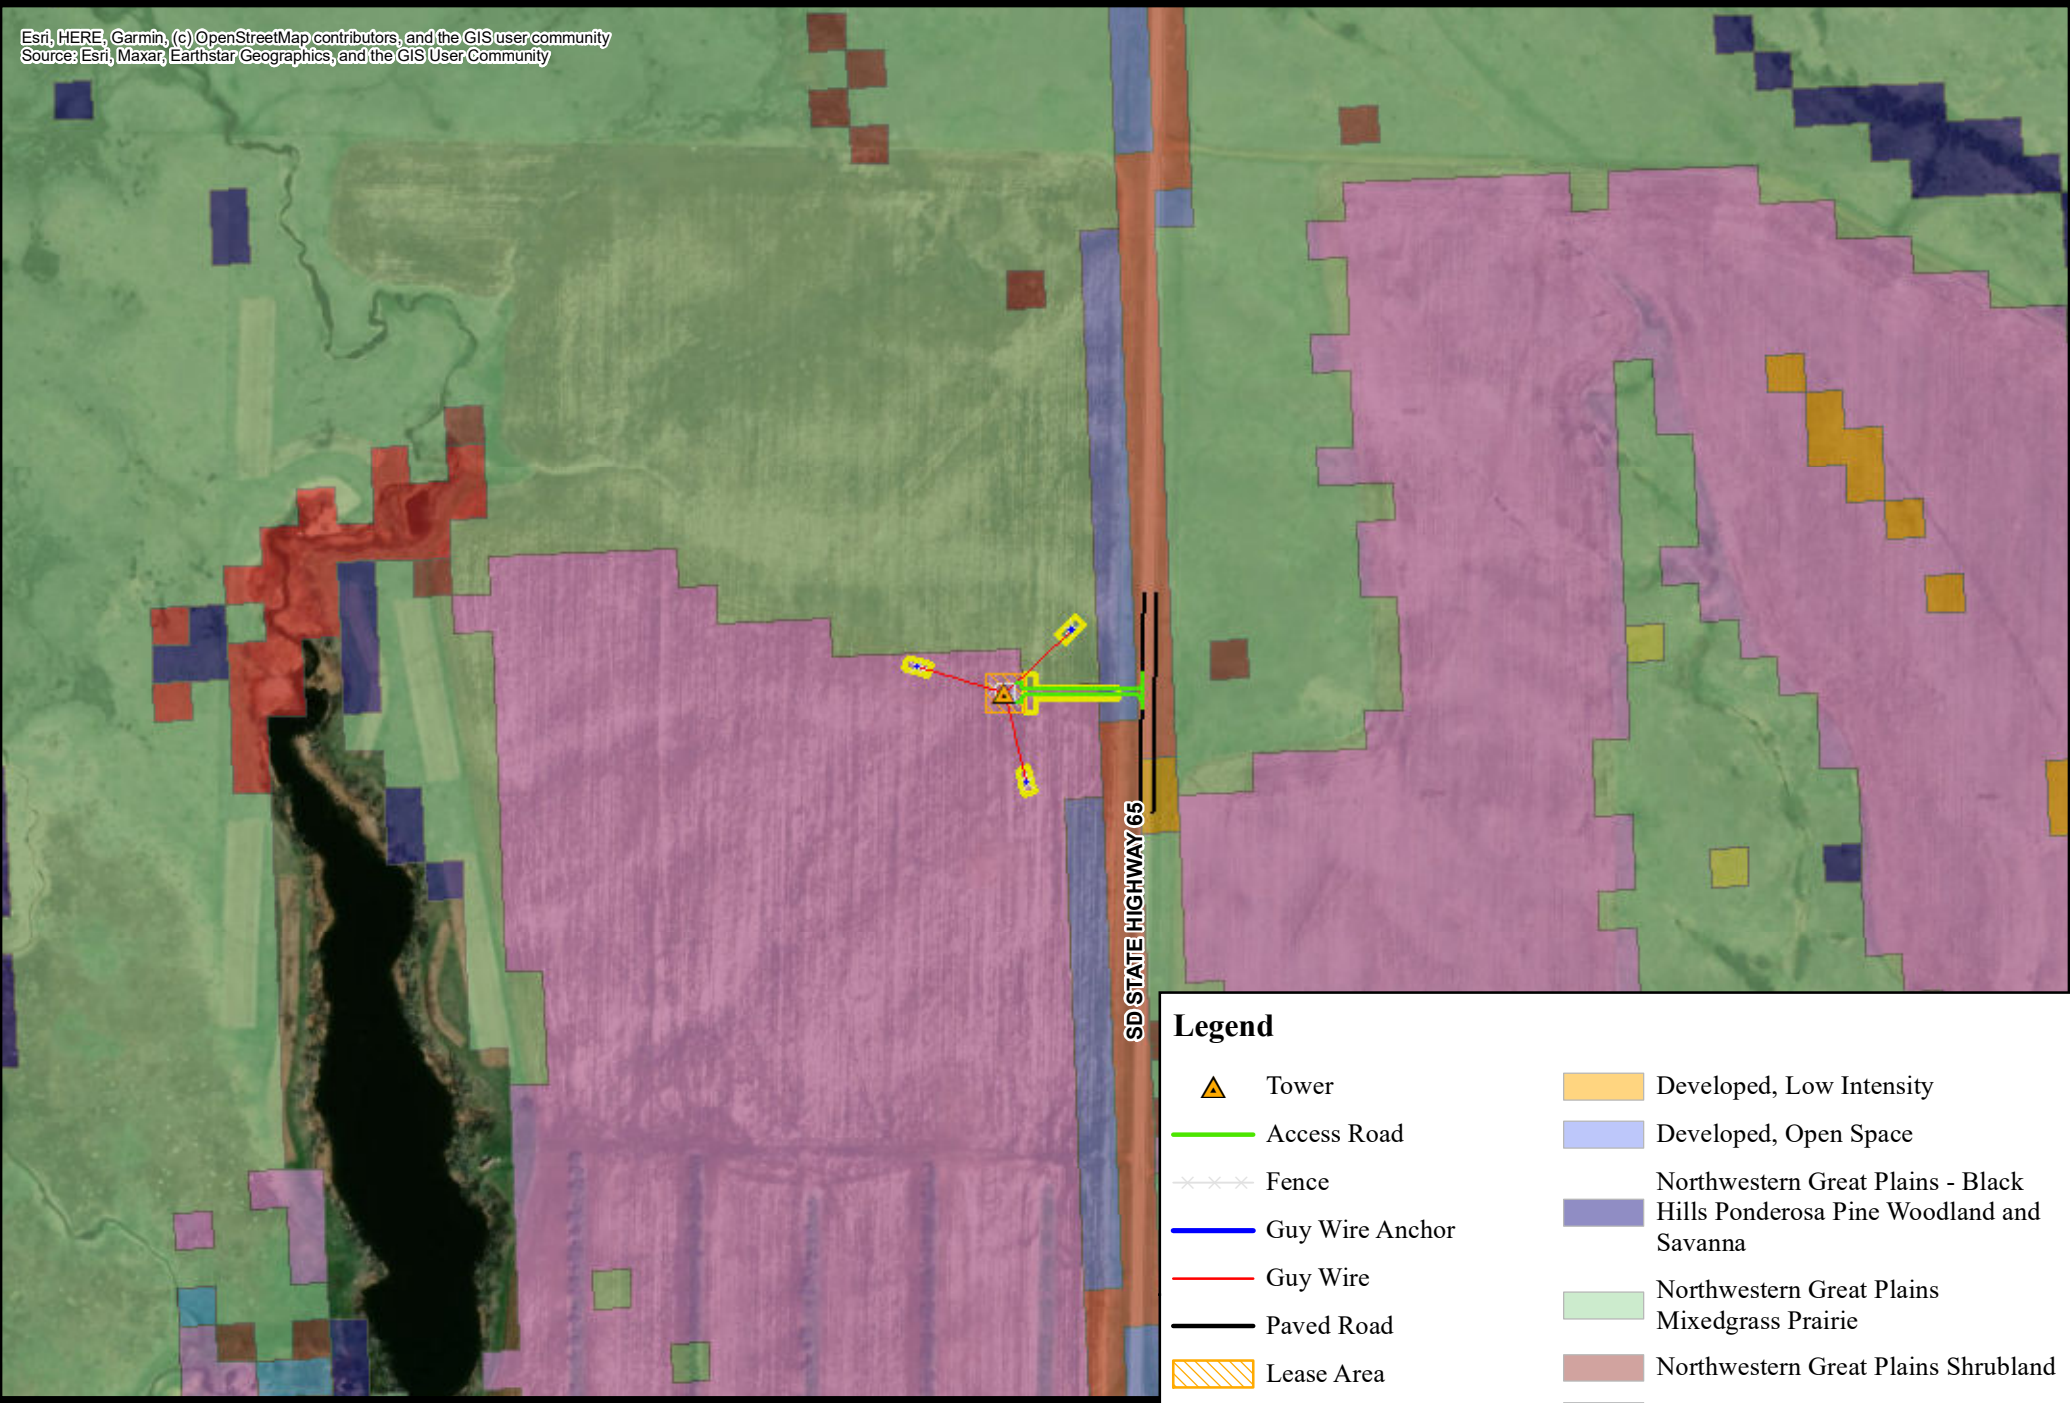 Esri, HERE, Garmin, (c) OpenStreetMap contributors, and the GIS user community
Source: Esri, Maxar, Earthstar Geographics, and the GIS User Community
SD STATE HIGHWAY 65
Legend
Tower
Access Road
Fence
Guy Wire Anchor
Guy Wire
Paved Road
Lease Area
Developed, Low Intensity
Developed, Open Space
Northwestern Great Plains - Black
Hills Ponderosa Pine Woodland and
Savanna
Northwestern Great Plains
Mixedgrass Prairie
Northwestern Great Plains Shrubland